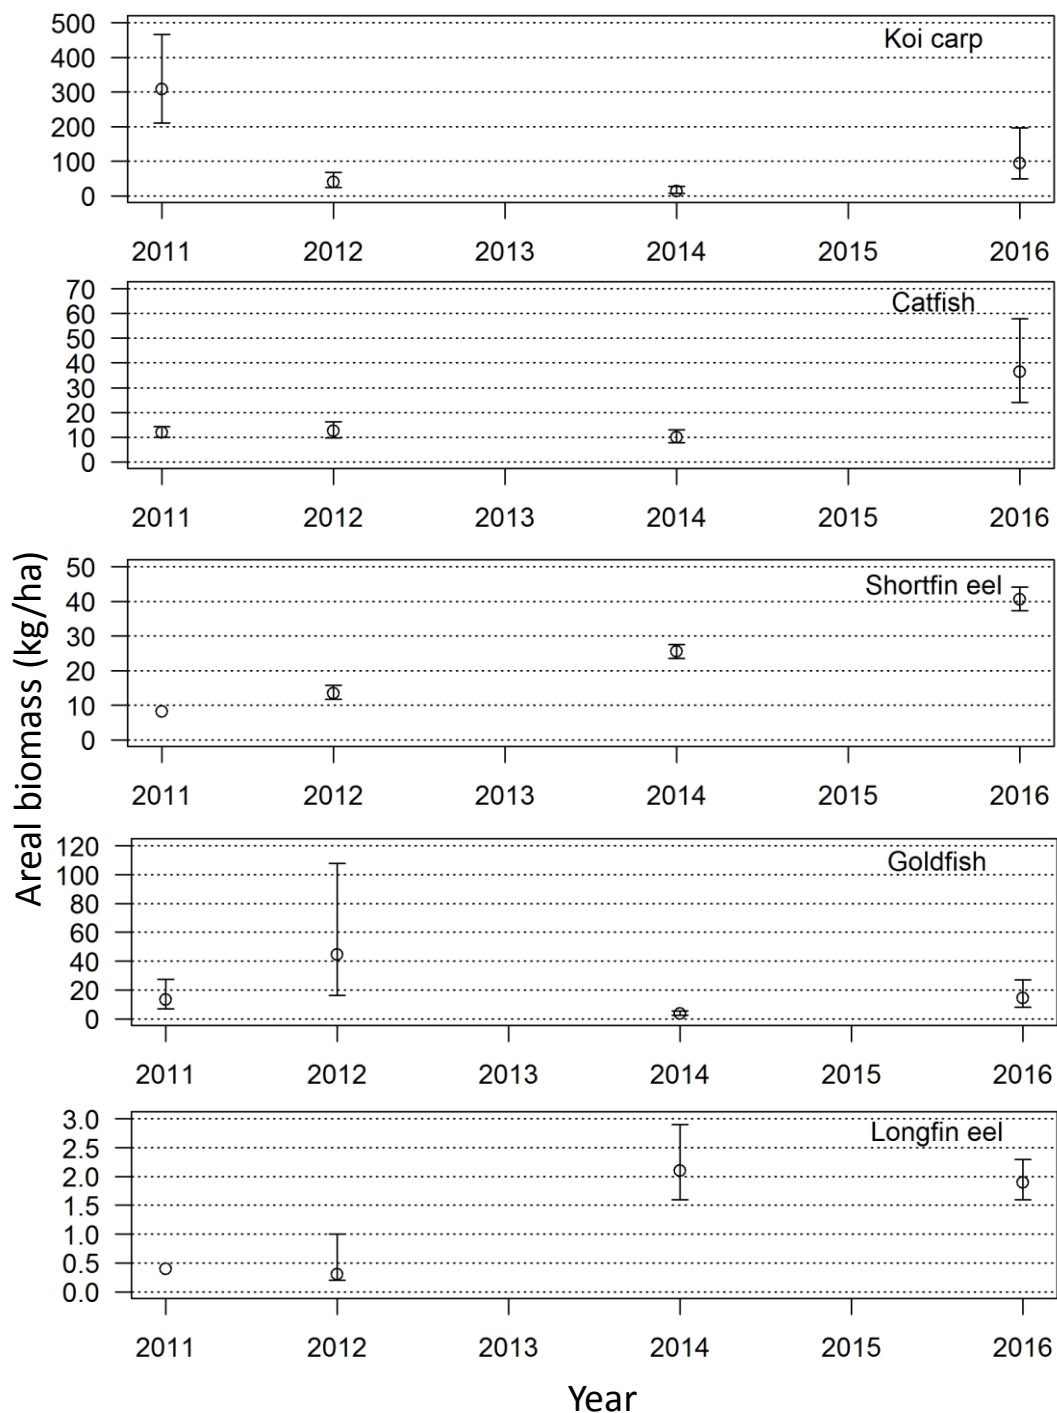 Areal biomass (kg/ha)
Koi carp
500
400
300
200
100
0
2011 2012 2013 2014 2015 2016
Catfish
70
60
50
40
30
20
10
0
2011 2012 2013 2014 2015 2016
Shortfin eel
50
40
30
20
10
0
2011 2012 2013 2014 2015 2016
Goldfish
120
100
80
60
40
20
0
2011 2012 2013 2014 2015 2016
Longfin eel
3.0
2.5
2.0
1.5
1.0
0.5
0.0
2011 2012 2013 2014 2015 2016
Year